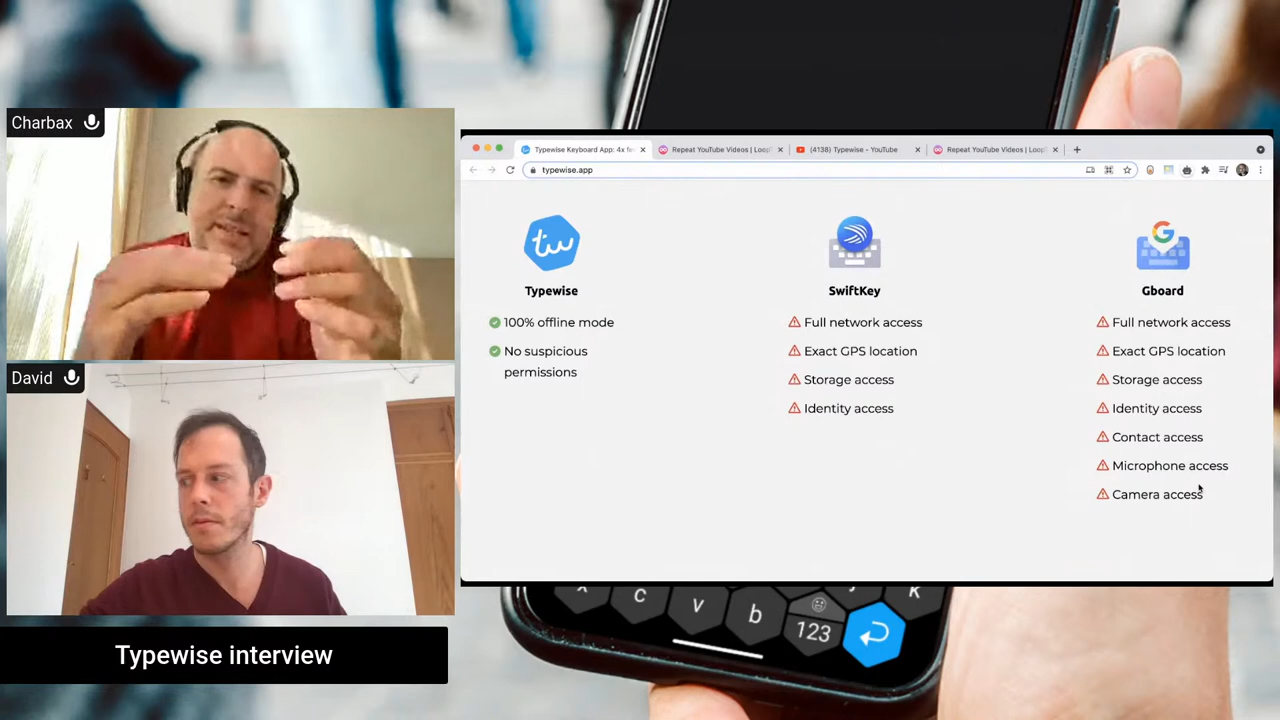 Charbax
David
Typewise interview
Typewise Keyboard App: 4x fe
Repeat YouTube Videos | Loop
(4138) Typewise - YouTube
Repeat YouTube Videos | Loop
typewise.app
tw
Typewise
100% offline mode
No suspicious
permissions
SwiftKey
Full network access
Exact GPS location
Storage access
Identity access
G
Gboard
Full network access
Exact GPS location
Storage access
Identity access
Contact access
Microphone access
Camera access
x c v b 123 k